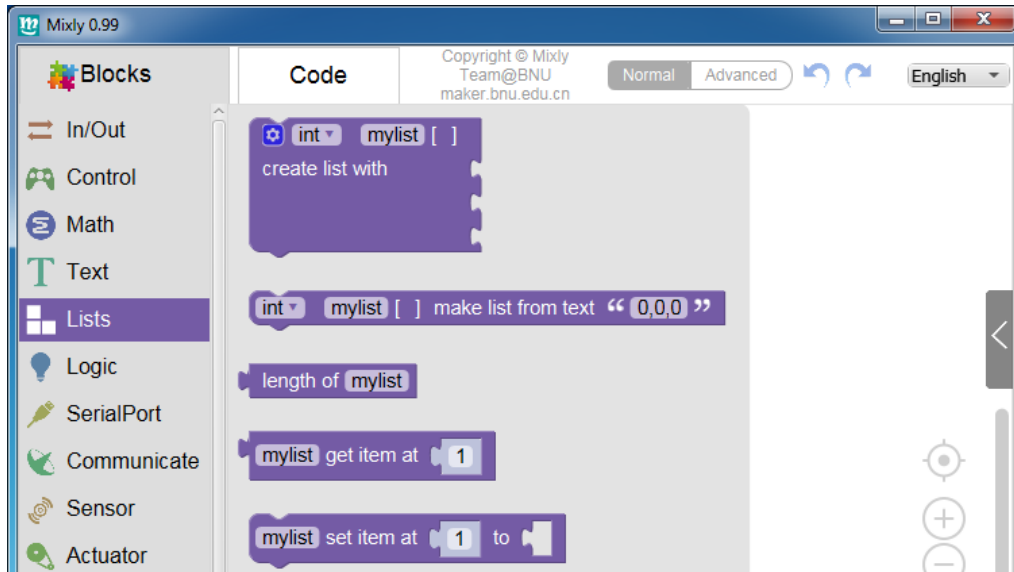 Mixly 0.99
Blocks
Code
Copyright © Mixly
Team@BNU
maker.bnu.edu.cn
Normal Advanced
English
In/Out
Control
Math
Text
Lists
Logic
SerialPort
Communicate
Sensor
Actuator
int mylist [ ]
create list with
int mylist [ ] make list from text “ 0,0,0 ”
length of mylist
mylist get item at 1
mylist set item at 1 to